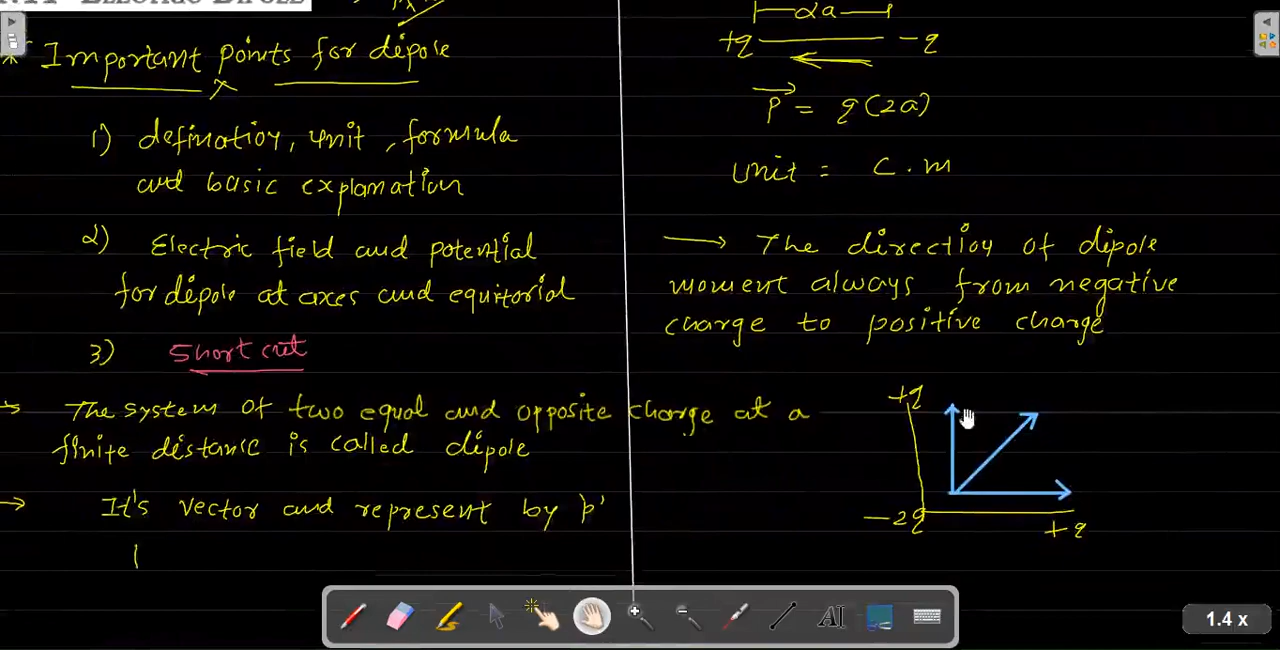 * Important points for dipole
1) defination, unit, formula
and basic explanation
2) Electric field and potential
for dipole at axes and equitorial
3) Short cut
The system of two equal and opposite charge at a
finite distance is called dipole
→ It's vector and represent by 'p'
2a
+q -q
p = q(2a)
unit = C.m
→ The direction of dipole
moment always from negative
charge to positive charge
+q
-2q +q
AI
1.4 x